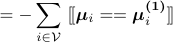 = − ∑_{i∈𝒱} ⟦𝝁_i == 𝝁_i^{(1)}⟧